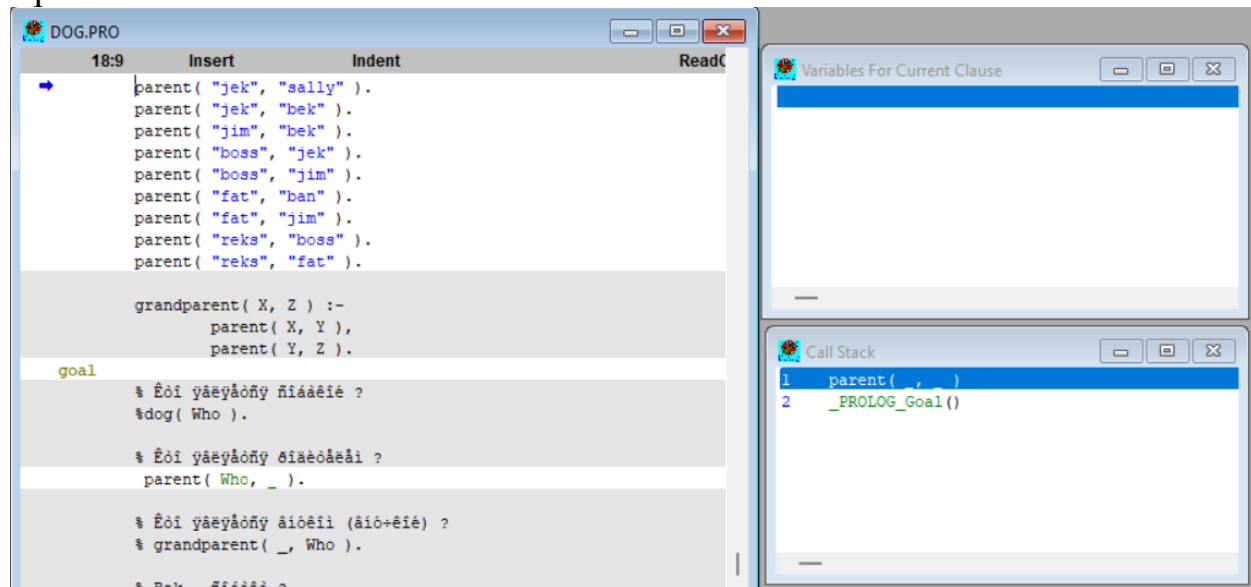 DOG.PRO
18:9 Insert Indent
parent( "jek", "sally" ).
parent( "jek", "bek" ).
parent( "jim", "bek" ).
parent( "boss", "jek" ).
parent( "boss", "jim" ).
parent( "fat", "ban" ).
parent( "fat", "jim" ).
parent( "reks", "boss" ).
parent( "reks", "fat" ).
grandparent( X, Z ) :-
parent( X, Y ),
parent( Y, Z ).
goal
% Êòî ÿâëÿåòñÿ ñîáàêîé ?
%dog( Who ).
% Êòî ÿâëÿåòñÿ ðîäèòåëåì ?
parent( Who, _ ).
% Êòî ÿâëÿåòñÿ âíóêîì (âíó÷êîé) ?
% grandparent( _, Who ).
Variables For Current Clause
Call Stack
1 parent( _, _ )
2 _PROLOG_Goal()